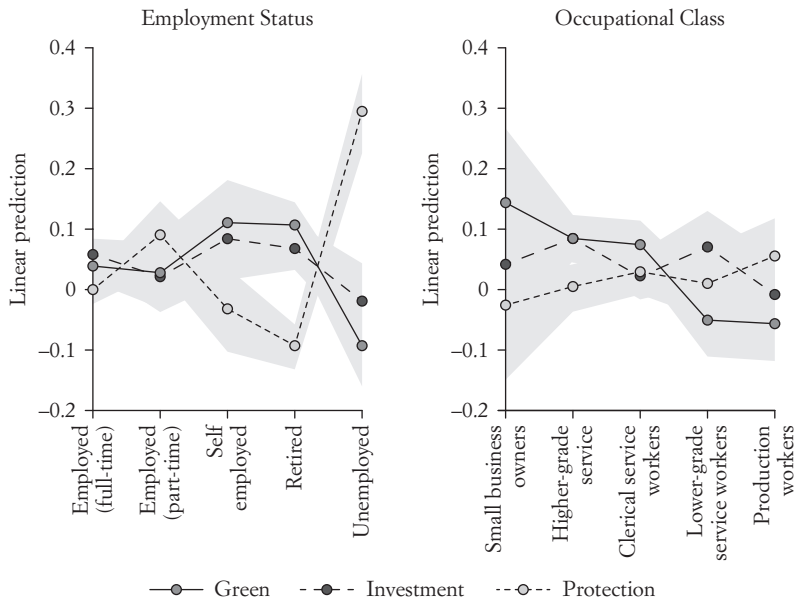 Employment Status
0.4
0.3
0.2
0.1
0
–0.1
–0.2
Linear prediction
Employed
(full-time)
Employed
(part-time)
Self
employed
Retired
Unemployed
Occupational Class
0.4
0.3
0.2
0.1
0
–0.1
–0.2
Linear prediction
Small business
owners
Higher-grade
service
Clerical service
workers
Lower-grade
service workers
Production
workers
Green
Investment
Protection